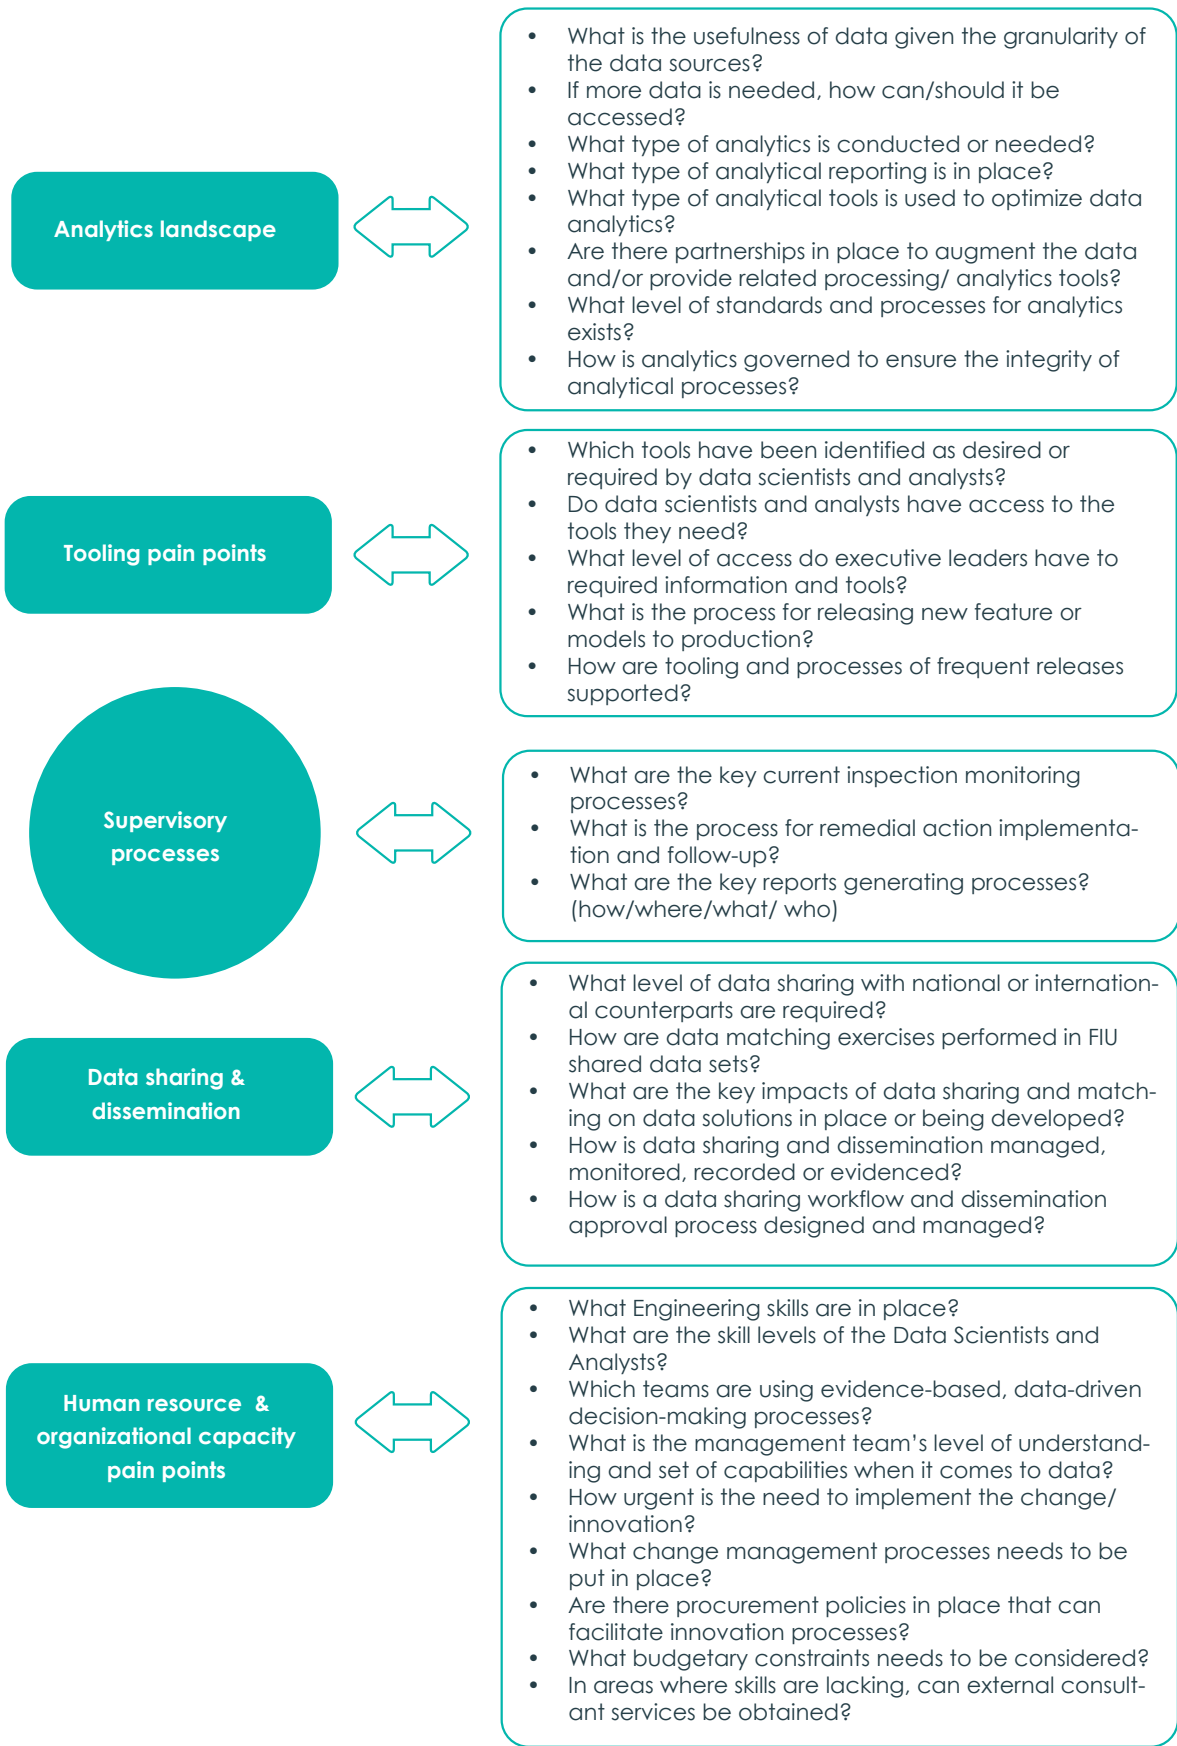 • What is the usefulness of data given the granularity of
the data sources?
• If more data is needed, how can/should it be
accessed?
• What type of analytics is conducted or needed?
• What type of analytical reporting is in place?
• What type of analytical tools is used to optimize data
analytics?
• Are there partnerships in place to augment the data
and/or provide related processing/ analytics tools?
• What level of standards and processes for analytics
exists?
• How is analytics governed to ensure the integrity of
analytical processes?
Analytics landscape
• Which tools have been identified as desired or
required by data scientists and analysts?
• Do data scientists and analysts have access to the
tools they need?
• What level of access do executive leaders have to
required information and tools?
• What is the process for releasing new feature or
models to production?
• How are tooling and processes of frequent releases
supported?
Tooling pain points
Supervisory
processes
• What are the key current inspection monitoring
processes?
• What is the process for remedial action implementa-
tion and follow-up?
• What are the key reports generating processes?
(how/where/what/ who)
• What level of data sharing with national or internation-
al counterparts are required?
• How are data matching exercises performed in FIU
shared data sets?
• What are the key impacts of data sharing and match-
ing on data solutions in place or being developed?
• How is data sharing and dissemination managed,
monitored, recorded or evidenced?
• How is a data sharing workflow and dissemination
approval process designed and managed?
Data sharing &
dissemination
• What Engineering skills are in place?
• What are the skill levels of the Data Scientists and
Analysts?
• Which teams are using evidence-based, data-driven
decision-making processes?
• What is the management team’s level of understand-
ing and set of capabilities when it comes to data?
• How urgent is the need to implement the change/
innovation?
• What change management processes needs to be
put in place?
• Are there procurement policies in place that can
facilitate innovation processes?
• What budgetary constraints needs to be considered?
• In areas where skills are lacking, can external consult-
ant services be obtained?
Human resource &
organizational capacity
pain points